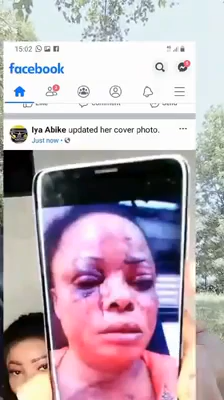 15:02
facebook
Like Comment Send
Iya Abike updated her cover photo.
Just now